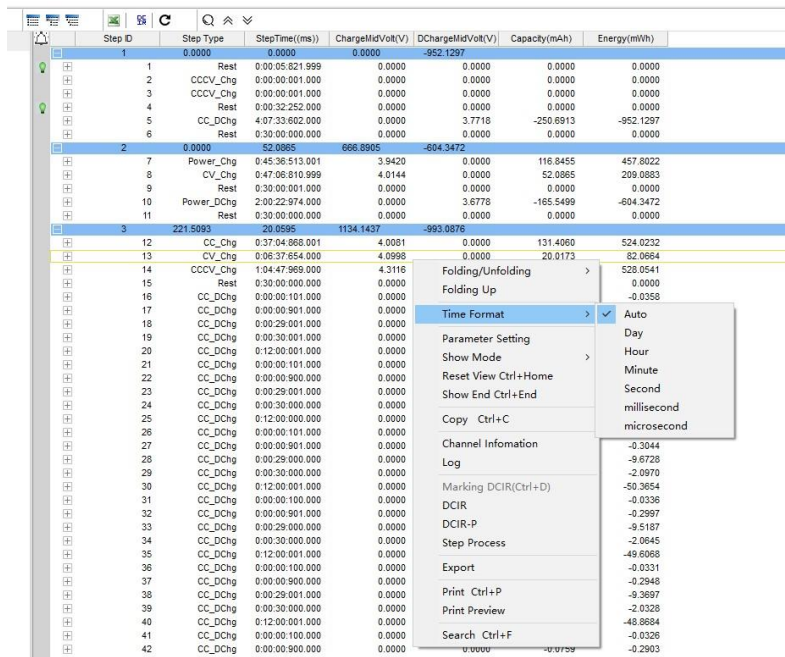 Step ID Step Type StepTime((ms)) ChargeMidVolt(V) DChargeMidVolt(V) Capacity(mAh) Energy(mWh)
1 0.0000 0.0000 0.0000 -952.1297
1 Rest 0:00:05:821.999 0.0000 0.0000 0.0000 0.0000
2 CCCV_Chg 0:00:00:001.000 0.0000 0.0000 0.0000 0.0000
3 CCCV_Chg 0:00:00:001.000 0.0000 0.0000 0.0000 0.0000
4 Rest 0:00:32:252.000 0.0000 0.0000 0.0000 0.0000
5 CC_DChg 4:07:33:602.000 0.0000 3.7718 -250.6913 -952.1297
6 Rest 0:30:00:000.000 0.0000 0.0000 0.0000 0.0000
2 0.0000 52.0865 666.8905 -604.3472
7 Power_Chg 0:45:36:513.001 3.9420 0.0000 116.8455 457.8022
8 CV_Chg 0:47:06:810.999 4.0144 0.0000 52.0865 209.0883
9 Rest 0:30:00:001.000 0.0000 0.0000 0.0000 0.0000
10 Power_DChg 2:00:22:974.000 0.0000 3.6778 -165.5499 -604.3472
11 Rest 0:30:00:000.000 0.0000 0.0000 0.0000 0.0000
3 221.5093 20.0595 1134.1437 -993.0876
12 CC_Chg 0:37:04:868.001 4.0081 0.0000 131.4060 524.0232
13 CV_Chg 0:06:37:654.000 4.0998 0.0000 20.0173 82.0664
14 CCCV_Chg 1:04:47:969.000 4.3116 Folding/Unfolding 528.0541
15 Rest 0:30:00:000.000 0.0000 Folding Up 0.0000
16 CC_DChg 0:00:00:101.000 0.0000 -0.0358
17 CC_DChg 0:00:00:901.000 0.0000 Time Format Auto
18 CC_DChg 0:00:29:001.000 0.0000 Day
19 CC_DChg 0:00:30:001.000 0.0000 Parameter Setting
20 CC_DChg 0:12:00:001.000 0.0000 Show Mode Hour
21 CC_DChg 0:00:00:101.000 0.0000 Minute
22 CC_DChg 0:00:00:900.000 0.0000 Reset View Ctrl+Home
23 CC_DChg 0:00:29:001.000 0.0000 Show End Ctrl+End Second
24 CC_DChg 0:00:30:000.000 0.0000 millisecond
25 CC_DChg 0:12:00:000.000 0.0000 Copy Ctrl+C
26 CC_DChg 0:00:00:101.000 0.0000 microsecond
27 CC_DChg 0:00:00:901.000 0.0000 Channel Infomation -0.3044
28 CC_DChg 0:00:29:000.000 0.0000 Log -9.6728
29 CC_DChg 0:00:30:000.000 0.0000 -2.0970
30 CC_DChg 0:12:00:001.000 0.0000 Marking DCIR(Ctrl+D) -50.3654
31 CC_DChg 0:00:00:100.000 0.0000 DCIR -0.0336
32 CC_DChg 0:00:00:901.000 0.0000 DCIR-P -0.2997
33 CC_DChg 0:00:29:000.000 0.0000 -9.5187
34 CC_DChg 0:00:30:000.000 0.0000 Step Process -2.0645
35 CC_DChg 0:12:00:001.000 0.0000 -49.6068
36 CC_DChg 0:00:00:100.000 0.0000 Export -0.0331
37 CC_DChg 0:00:00:900.000 0.0000 -0.2948
38 CC_DChg 0:00:29:001.000 0.0000 Print Ctrl+P -9.3697
39 CC_DChg 0:00:30:000.000 0.0000 Print Preview -2.0328
40 CC_DChg 0:12:00:001.000 0.0000 -48.8684
41 CC_DChg 0:00:00:100.000 0.0000 Search Ctrl+F -0.0326
42 CC_DChg 0:00:00:900.000 0.0000 0.0000 -0.0759 -0.2903